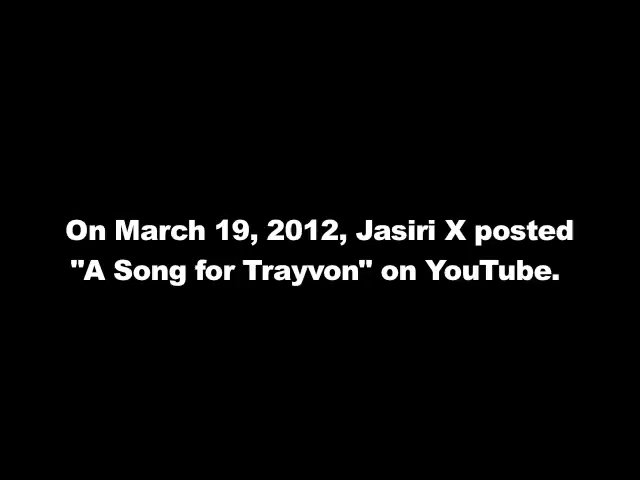 On March 19, 2012, Jasiri X posted
"A Song for Trayvon" on YouTube.